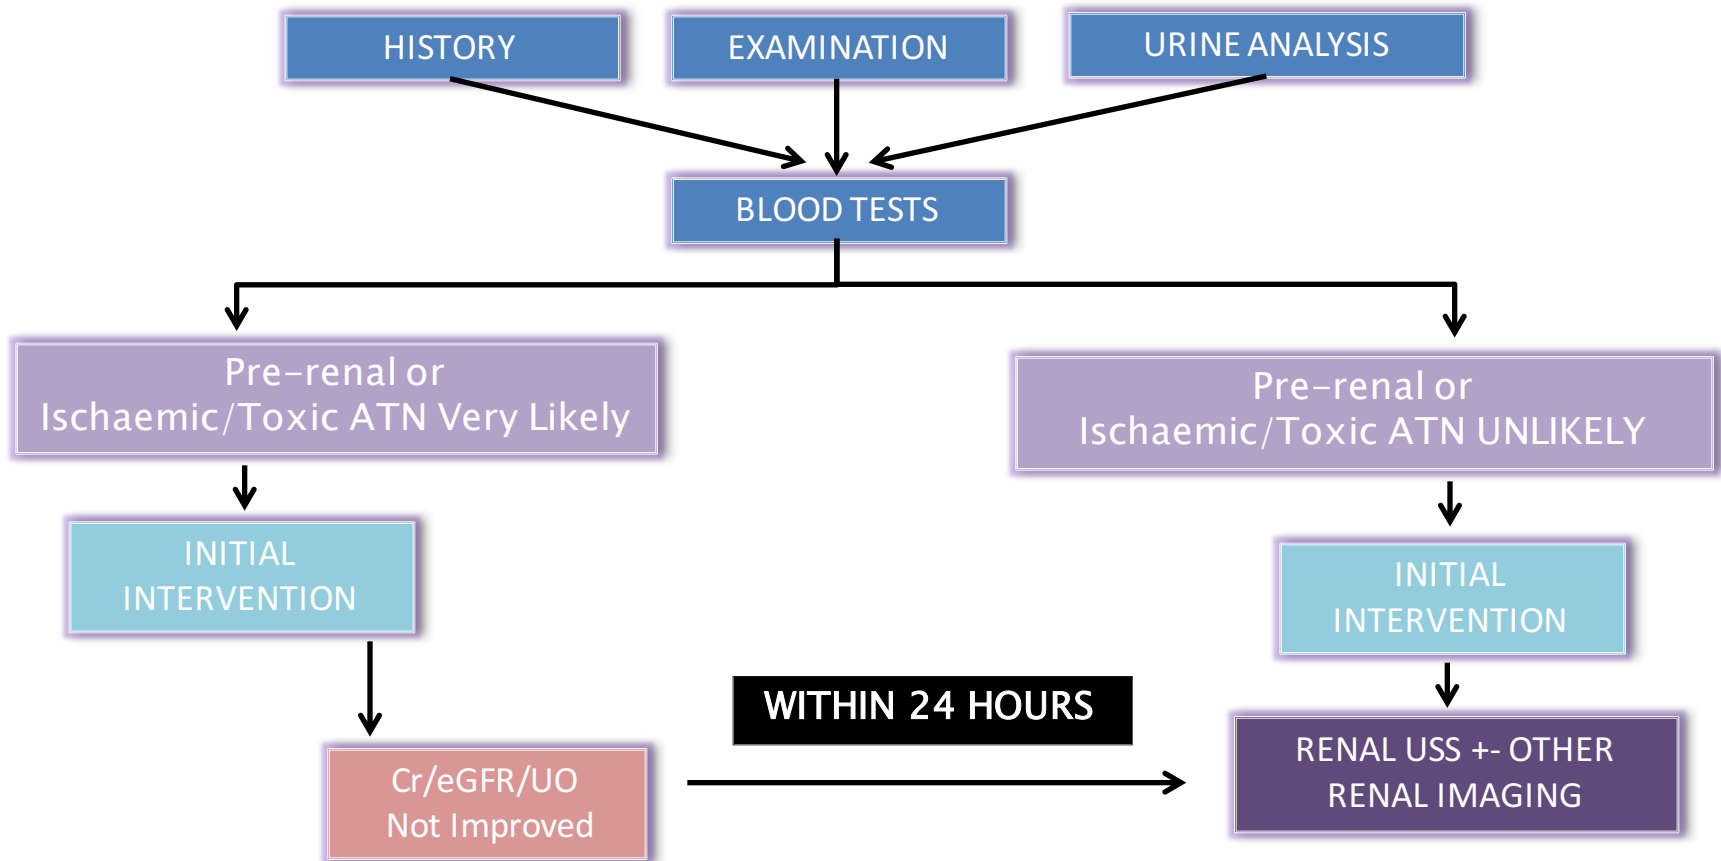 HISTORY
EXAMINATION
URINE ANALYSIS
BLOOD TESTS
Pre-renal or
Ischaemic/Toxic ATN Very Likely
Pre-renal or
Ischaemic/Toxic ATN UNLIKELY
INITIAL
INTERVENTION
INITIAL
INTERVENTION
WITHIN 24 HOURS
Cr/eGFR/UO
Not Improved
RENAL USS +- OTHER
RENAL IMAGING